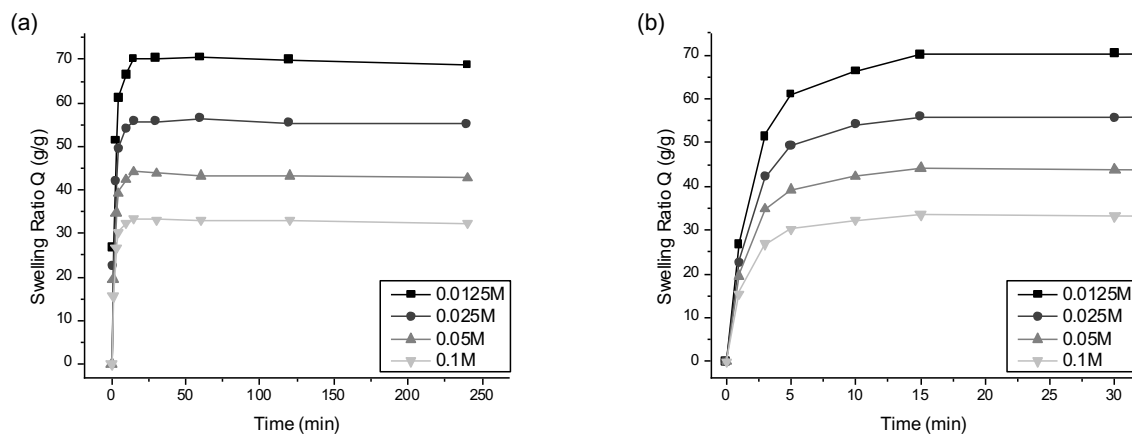 (a)
70
60
50
40
30
20
10
0
Swelling Ratio Q (g/g)
0 50 100 150 200 250
Time (min)
0.0125M
0.025M
0.05M
0.1M
(b)
70
60
50
40
30
20
10
0
Swelling Ratio Q (g/g)
0 5 10 15 20 25 30
Time (min)
0.0125M
0.025M
0.05M
0.1M